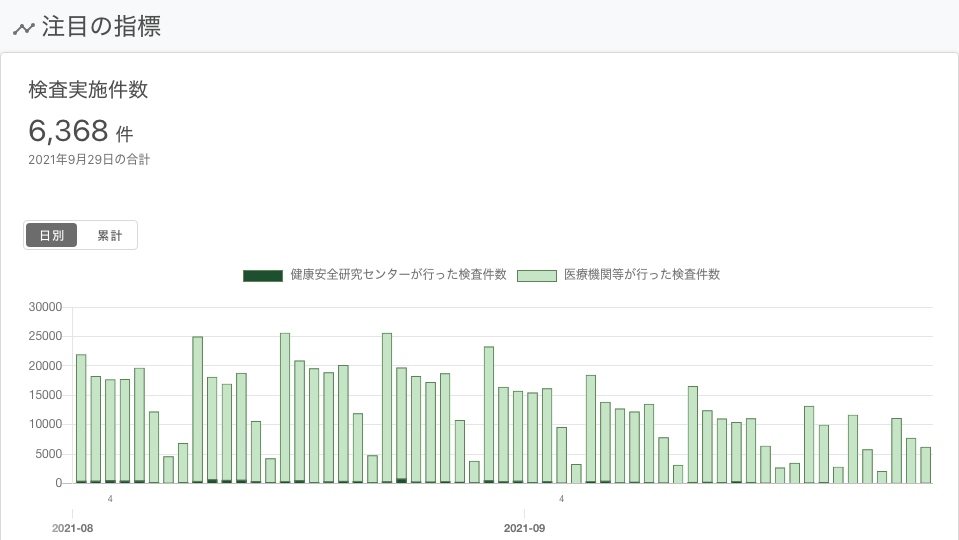 注目の指標
検査実施件数
6,368 件
2021年9月29日の合計
日別 累計
健康安全研究センターが行った検査件数 医療機関等が行った検査件数
30000
25000
20000
15000
10000
5000
0
4 4
2021-08 2021-09